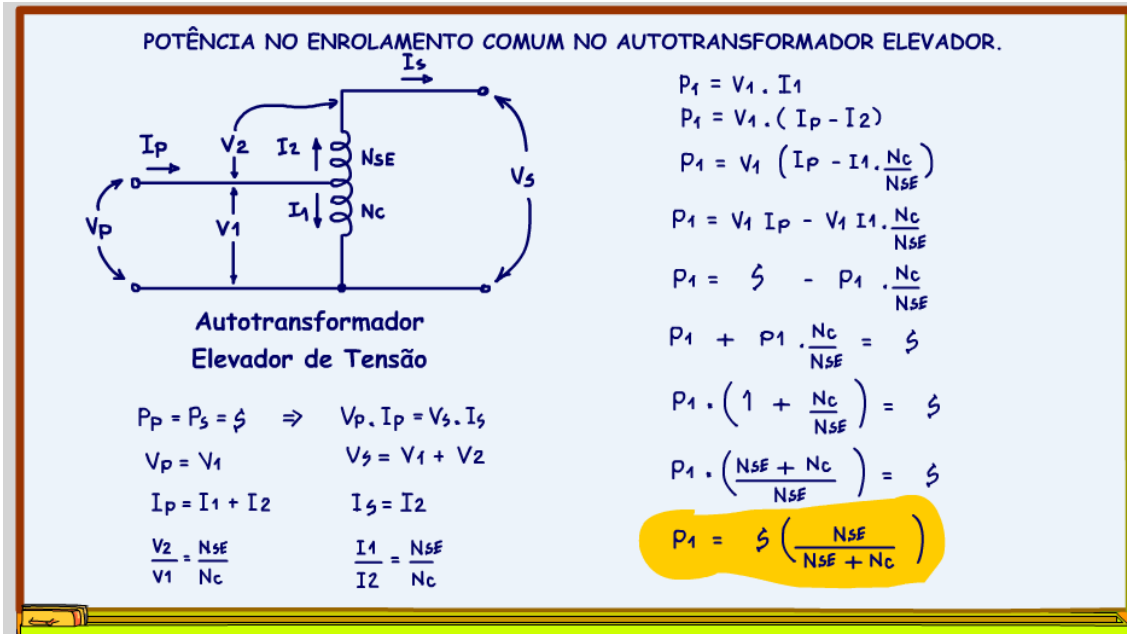 POTÊNCIA NO ENROLAMENTO COMUM NO AUTOTRANSFORMADOR ELEVADOR.
Is
Ip
V2
I2
NSE
Vs
Vp
V1
I1
Nc
Autotransformador
Elevador de Tensão
Pp = Ps = $ ⇒ Vp. Ip = Vs. Is
Vp = V1
Vs = V1 + V2
Ip = I1 + I2
Is = I2
V2/V1 = NSE/Nc
I1/I2 = NSE/Nc
P1 = V1 . I1
P1 = V1 . ( Ip - I2)
P1 = V1 (Ip - I1. Nc/NSE)
P1 = V1 Ip - V1 I1. Nc/NSE
P1 = $ - P1 . Nc/NSE
P1 + P1 . Nc/NSE = $
P1 . (1 + Nc/NSE) = $
P1 . (NSE + Nc/NSE) = $
P1 = $ (NSE/NSE + Nc)